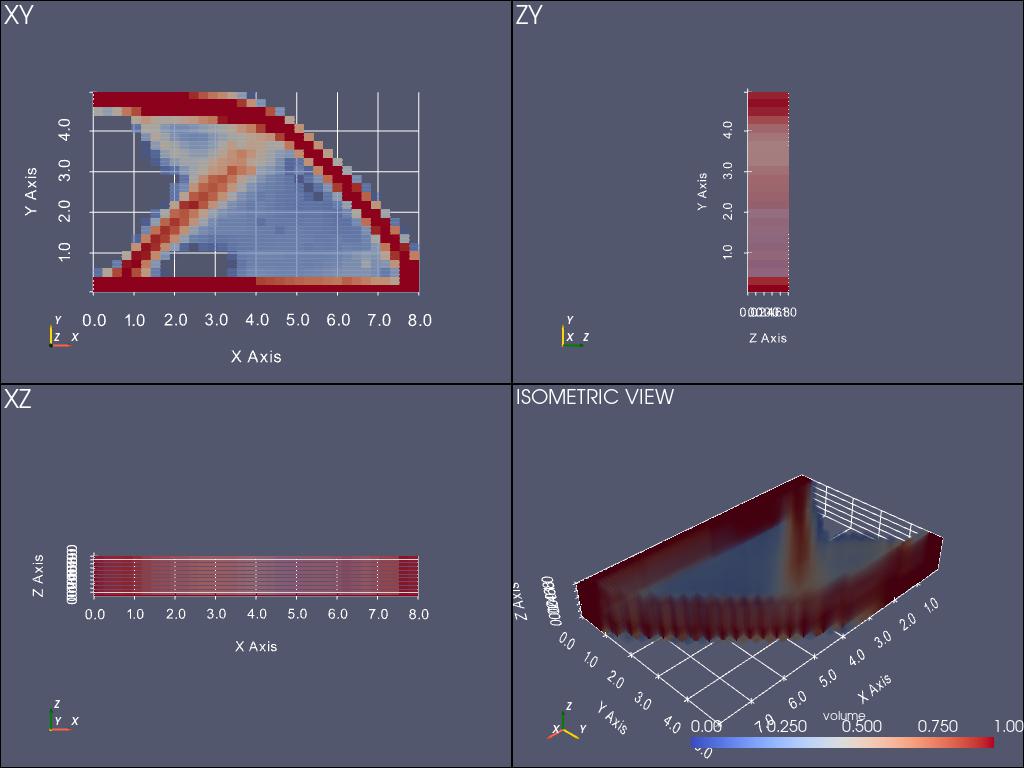 XY
Y Axis
4.0
3.0
2.0
1.0
0.0 1.0 2.0 3.0 4.0 5.0 6.0 7.0 8.0
X Axis
Y
Z X
ZY
Y Axis
4.0
3.0
2.0
1.0
Z Axis
Y
X Z
XZ
Z Axis
0.0 1.0 2.0 3.0 4.0 5.0 6.0 7.0 8.0
X Axis
Z
Y X
ISOMETRIC VIEW
Z Axis
0.0
1.0
2.0
3.0
4.0
Y Axis
1.0
2.0
3.0
4.0
5.0
6.0
7.0
X Axis
Z
X Y
volume
0.00 0.250 0.500 0.750 1.00